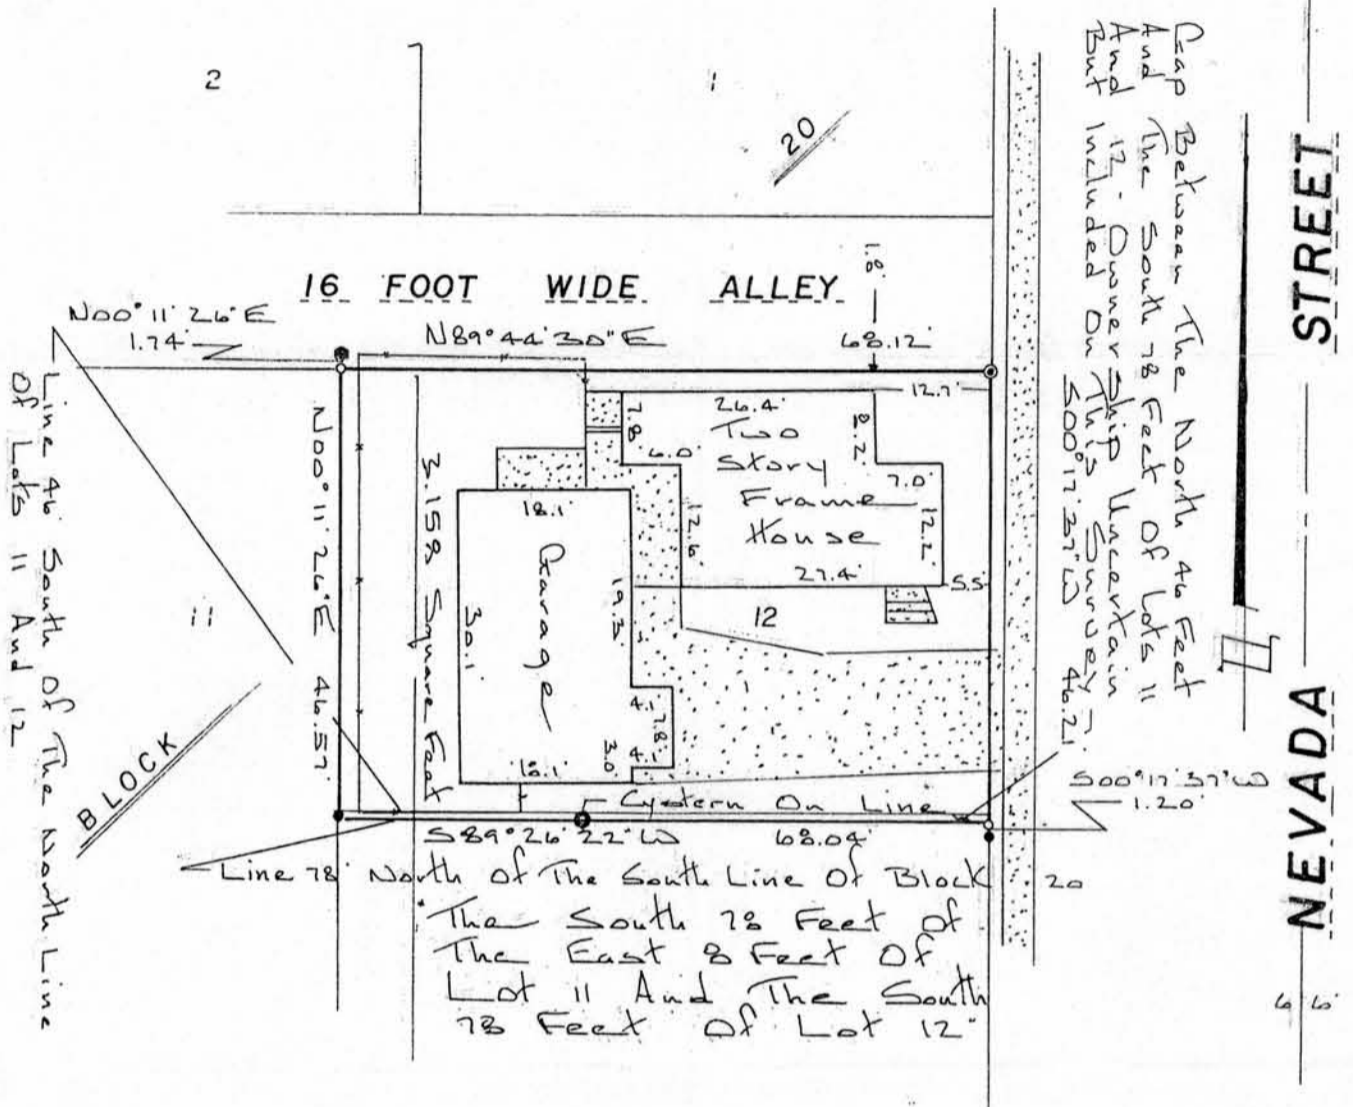 2
1
20
Gap Between The North 46 Feet
And The South 78 Feet Of Lots 11
And 12. Ownership Uncertain
But Included On This Survey
STREET
NEVADA
16 FOOT WIDE ALLEY
1.8'
N00° 11' 26" E
1.74'
N89° 44' 30" E
68.12'
12.7'
26.4'
7.8
8.2'
Two
Story
Frame
House
6.0'
7.0'
12.6'
12.2'
27.4'
5.5'
S00° 17' 37" W 46.21'
18.1'
Garage
19.3'
30.1'
4.1'
7.8'
4.1'
3.0'
18.1'
12
3,158 Square Feet
N00° 11' 26" E 46.57'
11
BLOCK
Line 46' South Of The North Line
Of Lots 11 And 12
Cystern On Line
S00° 17' 37" W
1.20'
S89° 26' 22" W 68.04'
Line 78' North Of The South Line Of Block 20
The South 78 Feet Of
The East 8 Feet Of
Lot 11 And The South
78 Feet Of Lot 12"
66'